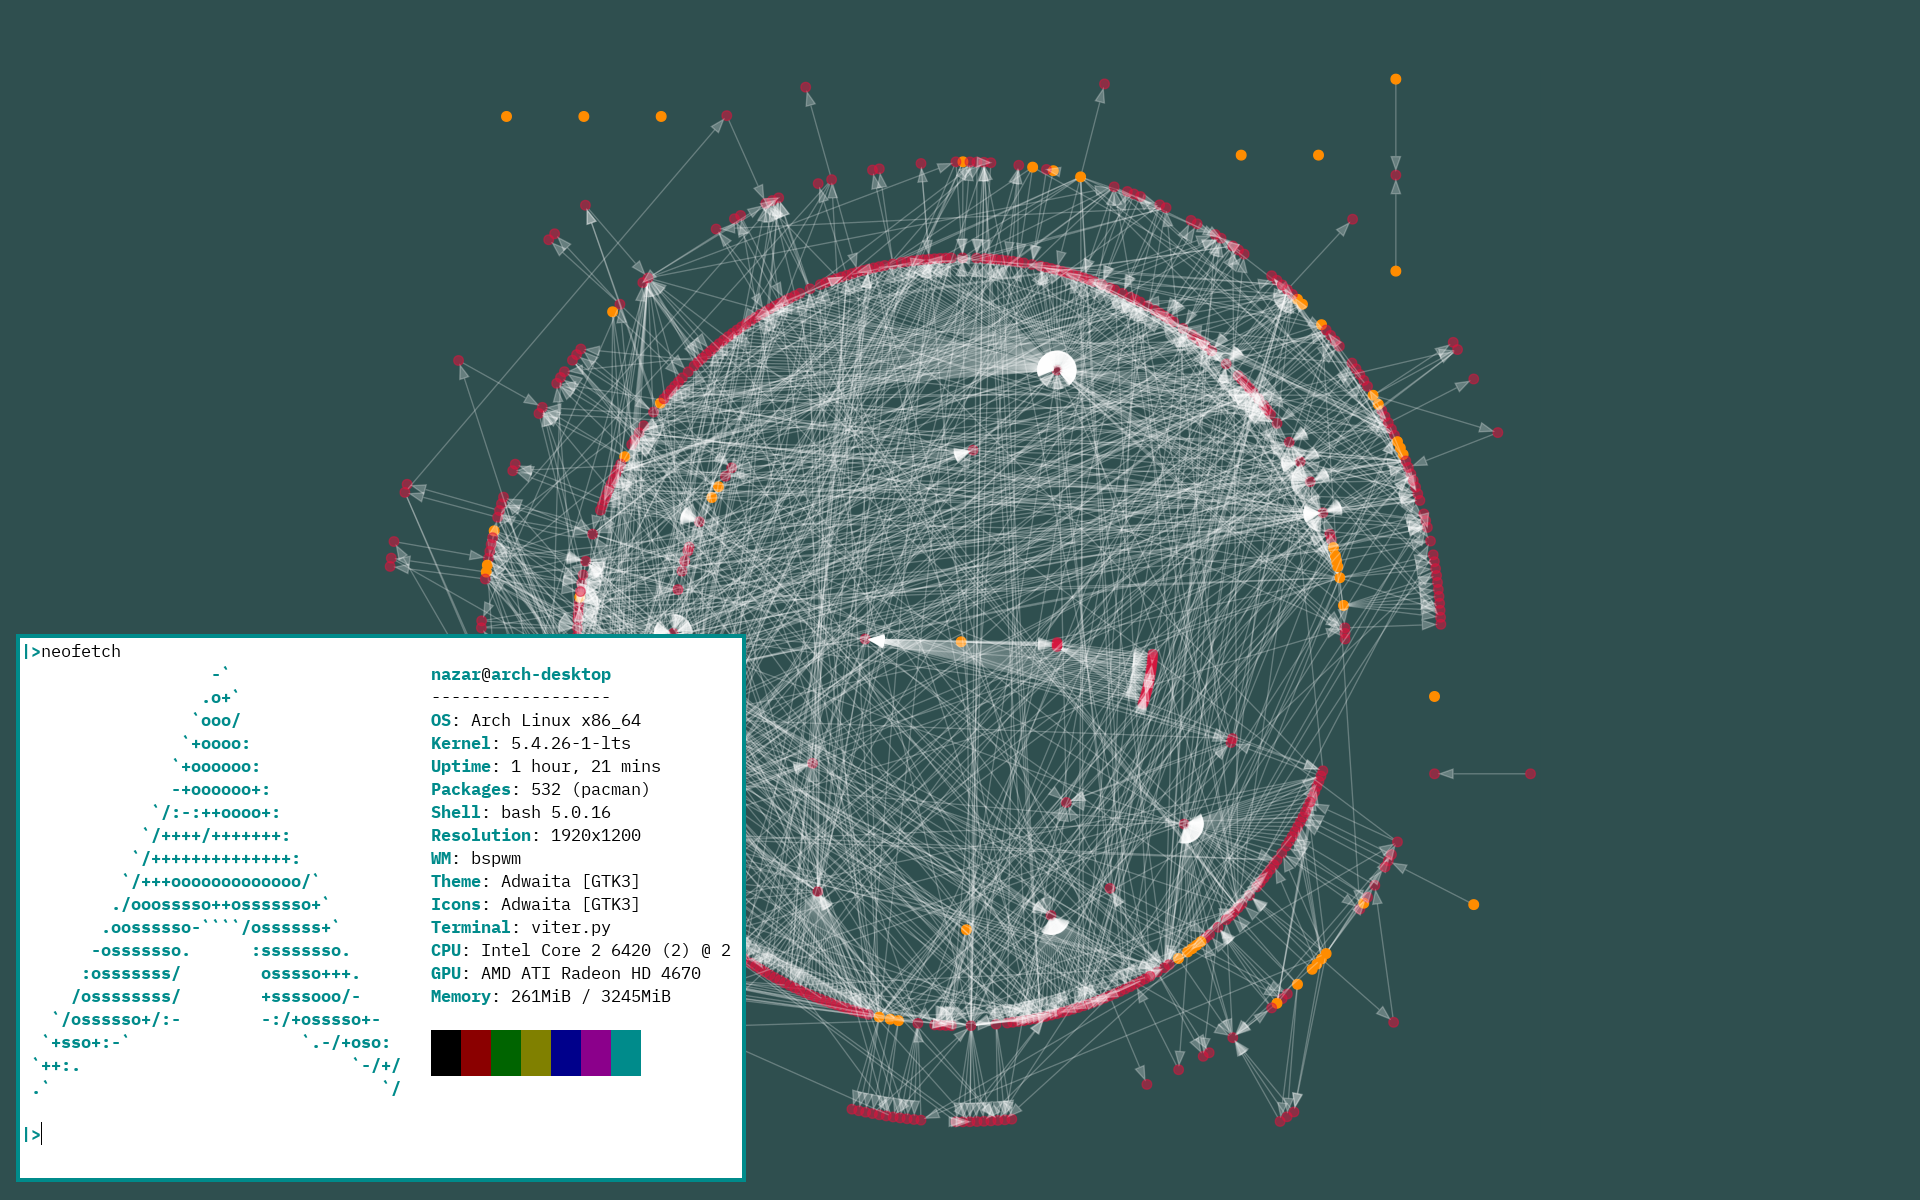 |>neofetch
-`
.o+`
`ooo/
`+oooo:
`+oooooo:
-+oooooo+:
`/:-:++oooo+:
`/++++/+++++++:
`/++++++++++++++:
`/+++ooooooooooooo/`
./ooosssso++osssssso+`
.oossssso-````/ossssss+`
-osssssso.      :ssssssso.
:osssssss/        osssso+++.
/ossssssss/        +ssssooo/-
`/ossssso+/:-        -:/+osssso+-
`+sso+:-`                 `.-/+oso:
`++:.                           `-/+/
.`                                 `/
nazar@arch-desktop
------------------
OS: Arch Linux x86_64
Kernel: 5.4.26-1-lts
Uptime: 1 hour, 21 mins
Packages: 532 (pacman)
Shell: bash 5.0.16
Resolution: 1920x1200
WM: bspwm
Theme: Adwaita [GTK3]
Icons: Adwaita [GTK3]
Terminal: viter.py
CPU: Intel Core 2 6420 (2) @ 2
GPU: AMD ATI Radeon HD 4670
Memory: 261MiB / 3245MiB
|>